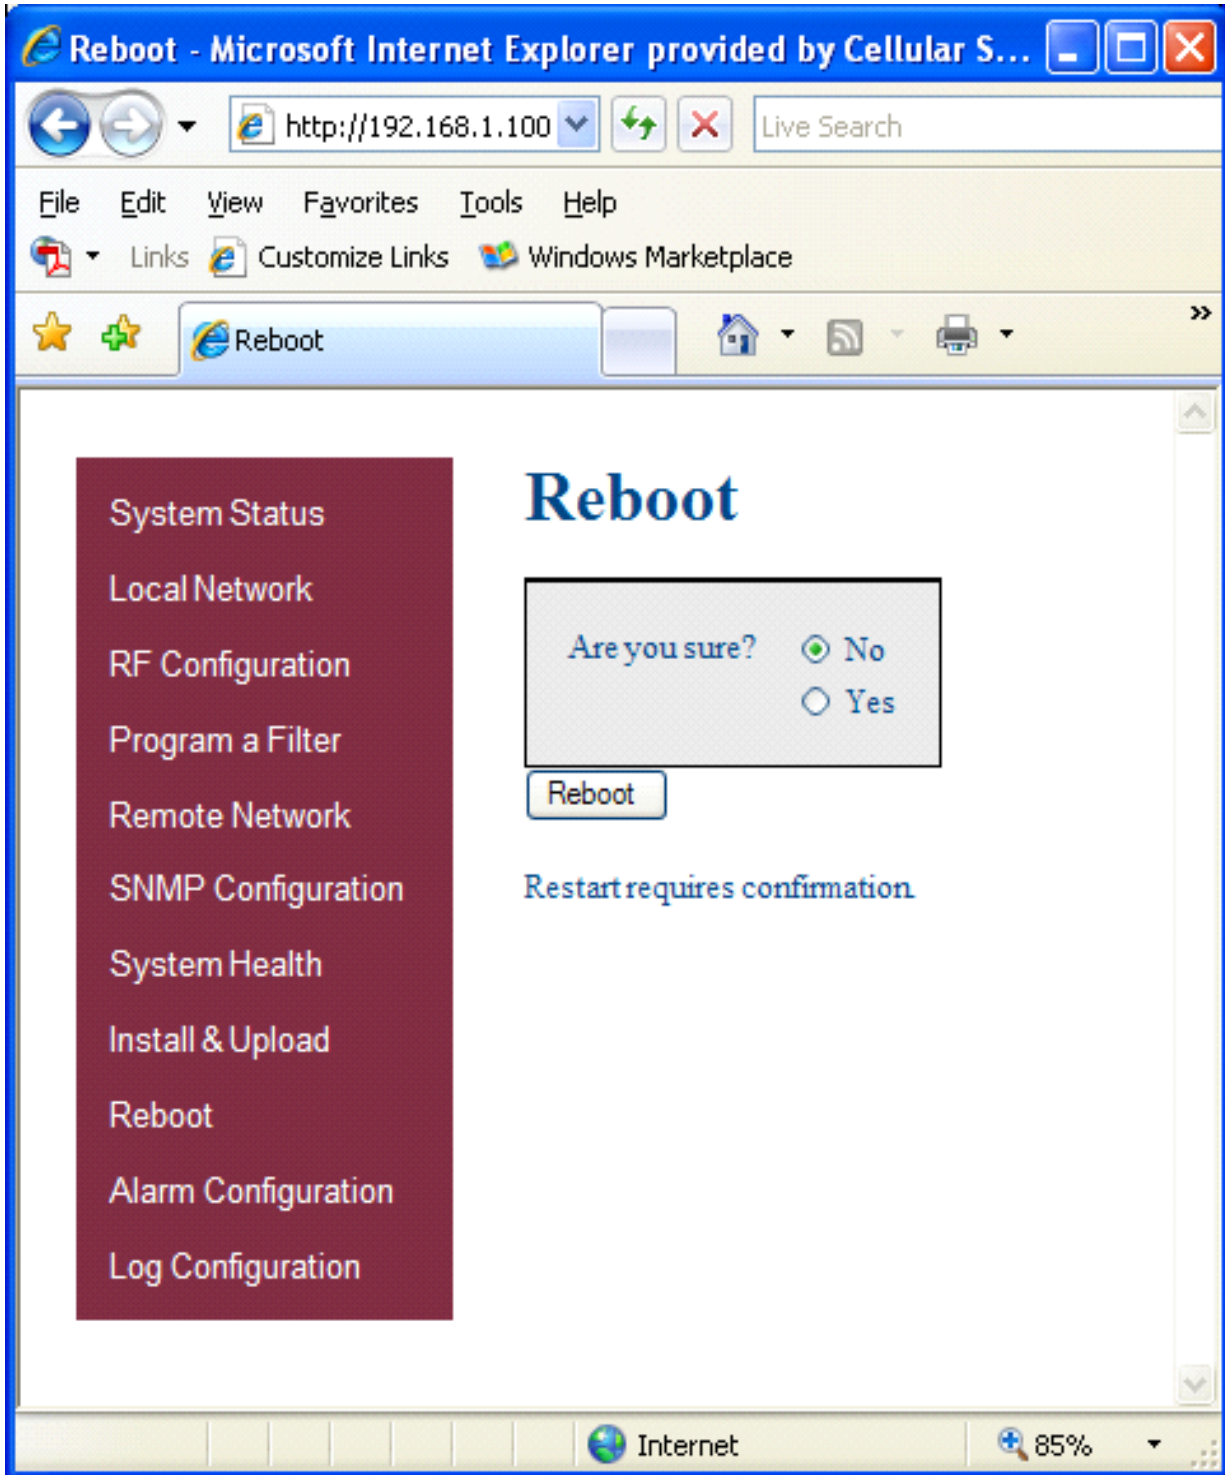 Reboot - Microsoft Internet Explorer provided by Cellular S...
http://192.168.1.100
Live Search
File Edit View Favorites Tools Help
Links Customize Links Windows Marketplace
Reboot
System Status
Local Network
RF Configuration
Program a Filter
Remote Network
SNMP Configuration
System Health
Install & Upload
Reboot
Alarm Configuration
Log Configuration
Reboot
Are you sure? No
Yes
Reboot
Restart requires confirmation.
Internet 85%